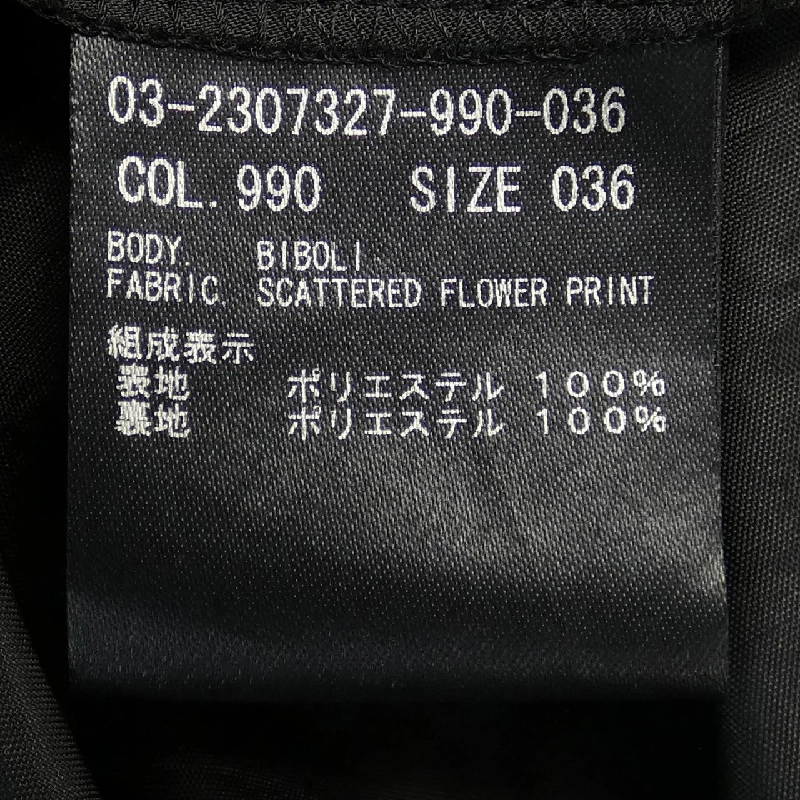 03-2307327-990-036
COL. 990 SIZE 036
BODY. BIBOLI
FABRIC. SCATTERED FLOWER PRINT
組成表示
表地 ポリエステル 100%
裏地 ポリエステル 100%